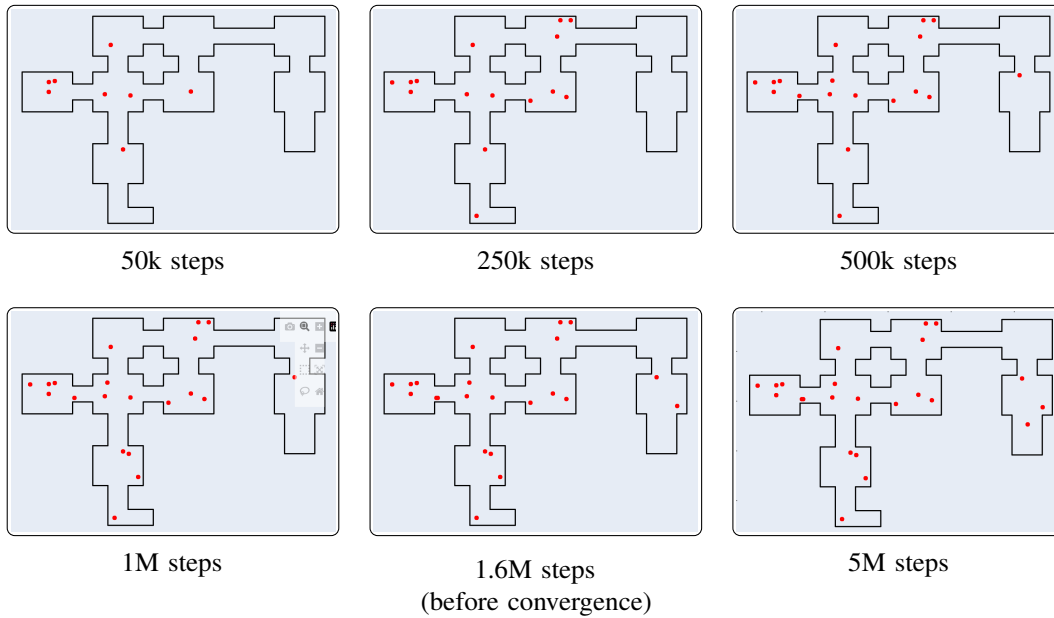 50k steps
250k steps
500k steps
1M steps
1.6M steps
(before convergence)
5M steps